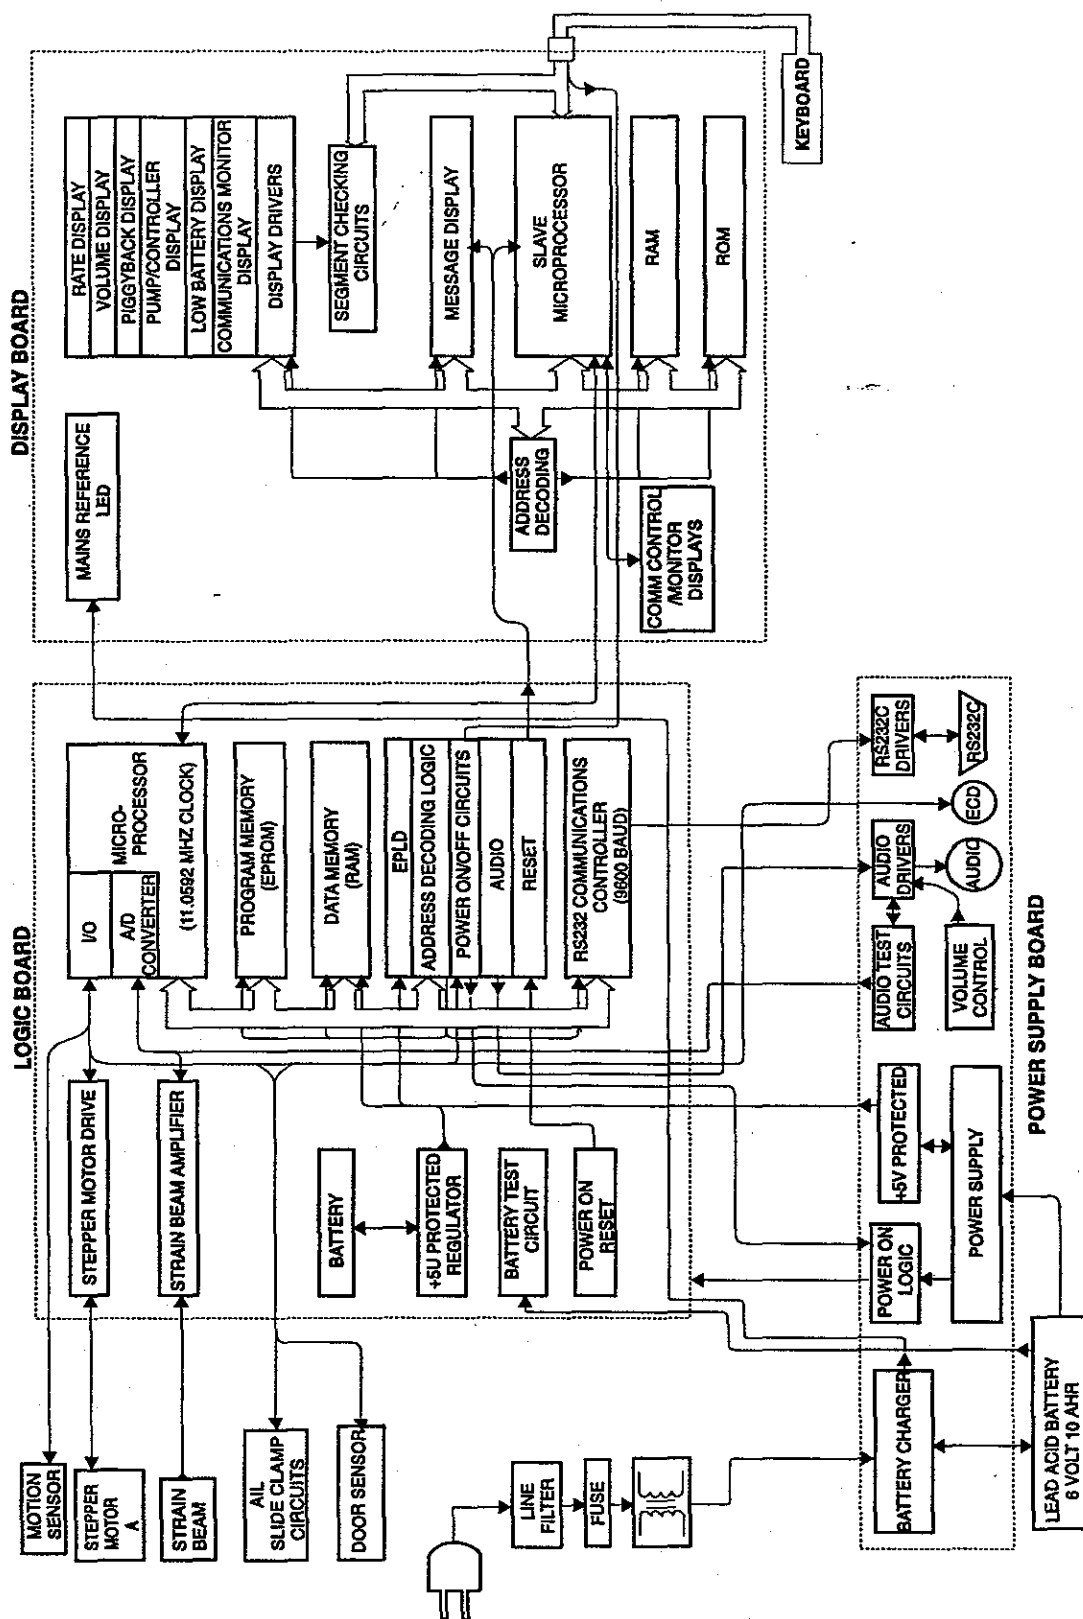 DISPLAY BOARD
MAINS REFERENCE
LED
RATE DISPLAY
VOLUME DISPLAY
PIGGYBACK DISPLAY
PUMP/CONTROLLER
DISPLAY
LOW BATTERY DISPLAY
COMMUNICATIONS MONITOR
DISPLAY
DISPLAY DRIVERS
SEGMENT CHECKING
CIRCUITS
MESSAGE DISPLAY
SLAVE
MICROPROCESSOR
RAM
ROM
ADDRESS
DECODING
COMM CONTROL
/MONITOR
DISPLAYS
KEYBOARD
LOGIC BOARD
I/O
A/D
CONVERTER
MICRO-
PROCESSOR
(11.0592 MHZ CLOCK)
PROGRAM MEMORY
(EPROM)
DATA MEMORY
(RAM)
EPLD
ADDRESS DECODING LOGIC
POWER ON/OFF CIRCUITS
AUDIO
RESET
RS232 COMMUNICATIONS
CONTROLLER
(9600 BAUD)
STEPPER MOTOR DRIVE
STRAIN BEAM AMPLIFIER
BATTERY
+5U PROTECTED
REGULATOR
BATTERY TEST
CIRCUIT
POWER ON
RESET
MOTION
SENSOR
STEPPER
MOTOR
A
STRAIN
BEAM
AIL
SLIDE CLAMP
CIRCUITS
DOOR SENSOR
LINE
FILTER
FUSE
POWER SUPPLY BOARD
BATTERY CHARGER
POWER ON
LOGIC
+5V PROTECTED
POWER SUPPLY
AUDIO TEST
CIRCUITS
VOLUME
CONTROL
AUDIO
DRIVERS
AUDIO
ECD
RS232C
DRIVERS
RS232C
LEAD ACID BATTERY
6 VOLT 10 AHR